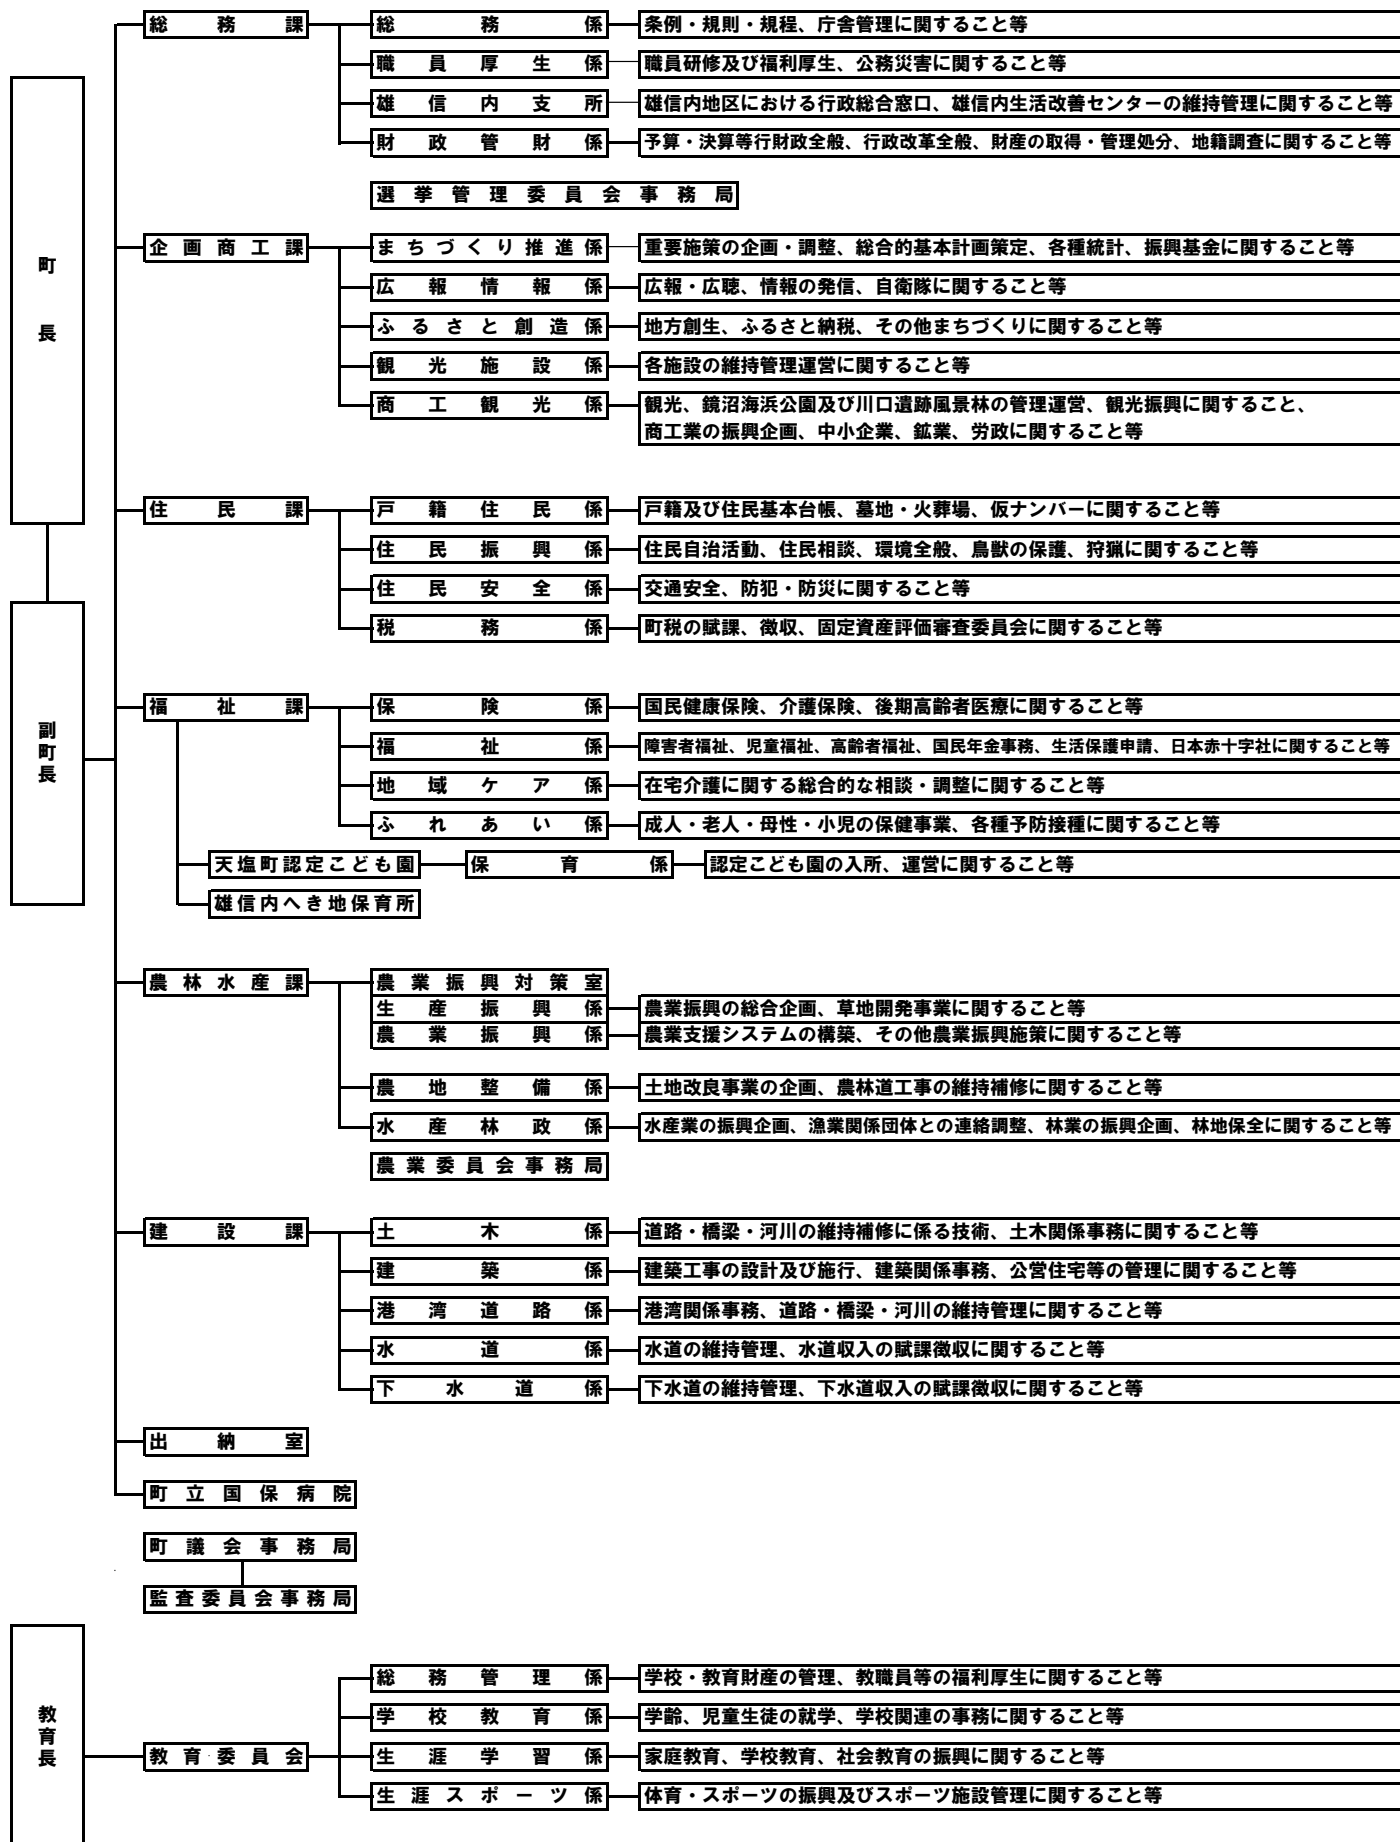 町長
副町長
総務課
総務係
条例・規則・規程、庁舎管理に関すること等
職員厚生係
職員研修及び福利厚生、公務災害に関すること等
雄信内支所
雄信内地区における行政総合窓口、雄信内生活改善センターの維持管理に関すること等
財政管財係
予算・決算等行財政全般、行政改革全般、財産の取得・管理処分、地籍調査に関すること等
選挙管理委員会事務局
企画商工課
まちづくり推進係
重要施策の企画・調整、総合的基本計画策定、各種統計、振興基金に関すること等
広報情報係
広報・広聴、情報の発信、自衛隊に関すること等
ふるさと創造係
地方創生、ふるさと納税、その他まちづくりに関すること等
観光施設係
各施設の維持管理運営に関すること等
商工観光係
観光、鏡沼海浜公園及び川口遺跡風景林の管理運営、観光振興に関すること、
商工業の振興企画、中小企業、鉱業、労政に関すること等
住民課
戸籍住民係
戸籍及び住民基本台帳、墓地・火葬場、仮ナンバーに関すること等
住民振興係
住民自治活動、住民相談、環境全般、鳥獣の保護、狩猟に関すること等
住民安全係
交通安全、防犯・防災に関すること等
税務係
町税の賦課、徴収、固定資産評価審査委員会に関すること等
福祉課
保険係
国民健康保険、介護保険、後期高齢者医療に関すること等
福祉係
障害者福祉、児童福祉、高齢者福祉、国民年金事務、生活保護申請、日本赤十字社に関すること等
地域ケア係
在宅介護に関する総合的な相談・調整に関すること等
ふれあい係
成人・老人・母性・小児の保健事業、各種予防接種に関すること等
天塩町認定こども園
保育係
認定こども園の入所、運営に関すること等
雄信内へき地保育所
農林水産課
農業振興対策室
生産振興係
農業振興の総合企画、草地開発事業に関すること等
農業振興係
農業支援システムの構築、その他農業振興施策に関すること等
農地整備係
土地改良事業の企画、農林道工事の維持補修に関すること等
水産林政係
水産業の振興企画、漁業関係団体との連絡調整、林業の振興企画、林地保全に関すること等
農業委員会事務局
建設課
土木係
道路・橋梁・河川の維持補修に係る技術、土木関係事務に関すること等
建築係
建築工事の設計及び施行、建築関係事務、公営住宅等の管理に関すること等
港湾道路係
港湾関係事務、道路・橋梁・河川の維持管理に関すること等
水道係
水道の維持管理、水道収入の賦課徴収に関すること等
下水道係
下水道の維持管理、下水道収入の賦課徴収に関すること等
出納室
町立国保病院
町議会事務局
監査委員会事務局
教育長
教育委員会
総務管理係
学校・教育財産の管理、教職員等の福利厚生に関すること等
学校教育係
学齢、児童生徒の就学、学校関連の事務に関すること等
生涯学習係
家庭教育、学校教育、社会教育の振興に関すること等
生涯スポーツ係
体育・スポーツの振興及びスポーツ施設管理に関すること等